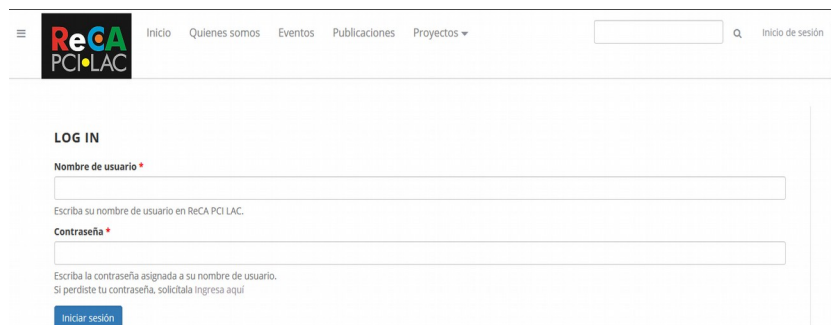 ReCA
PCI LAC
Inicio Quienes somos Eventos Publicaciones Proyectos
Inicio de sesión
LOG IN
Nombre de usuario *
Escriba su nombre de usuario en ReCA PCI LAC.
Contraseña *
Escriba la contraseña asignada a su nombre de usuario.
Si perdiste tu contraseña, solicítala Ingresa aquí
Iniciar sesión